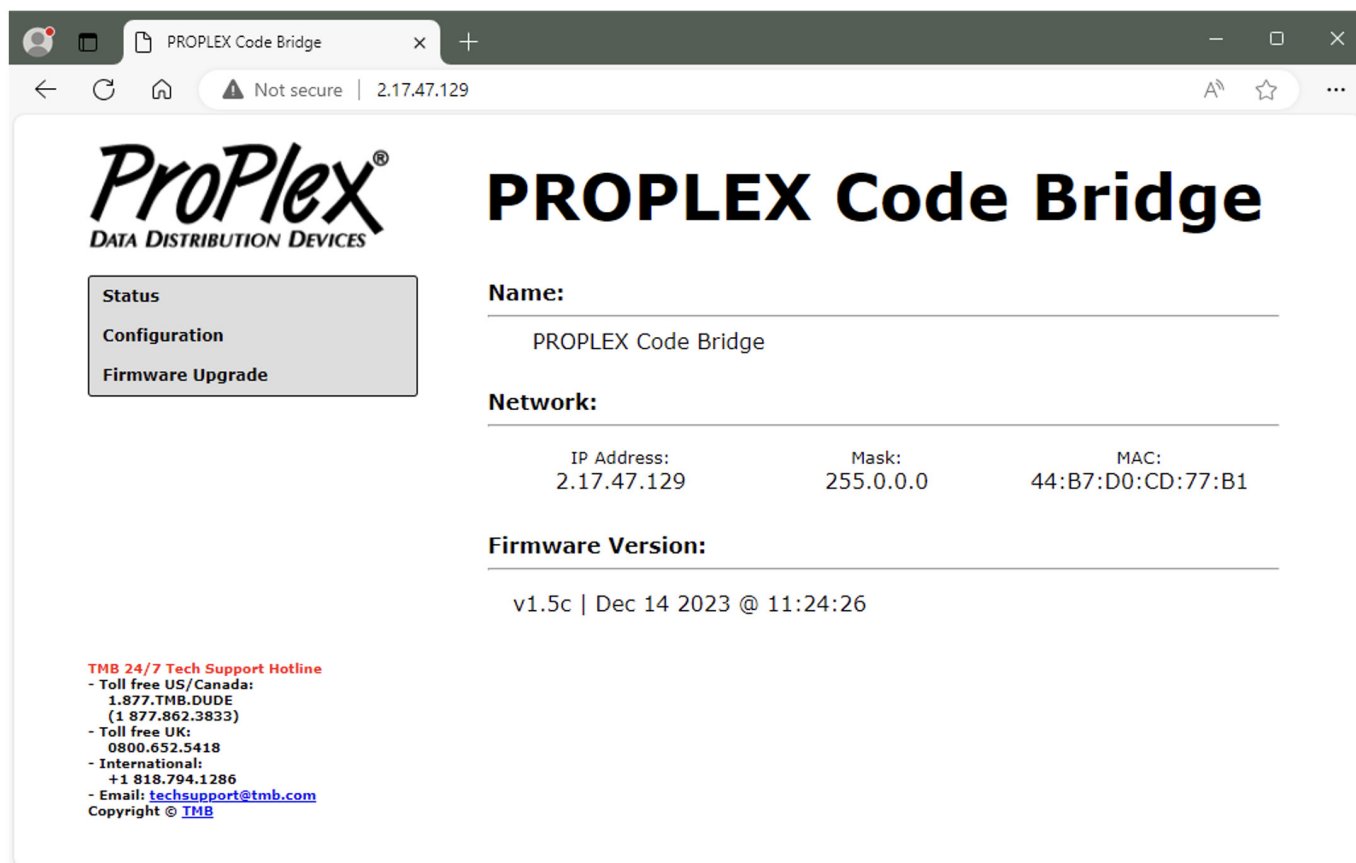 PROPLEX Code Bridge
Not secure | 2.17.47.129
ProPlex®
DATA DISTRIBUTION DEVICES
Status
Configuration
Firmware Upgrade
TMB 24/7 Tech Support Hotline
- Toll free US/Canada:
1.877.TMB.DUDE
(1 877.862.3833)
- Toll free UK:
0800.652.5418
- International:
+1 818.794.1286
- Email: techsupport@tmb.com
Copyright © TMB
PROPLEX Code Bridge
Name:
PROPLEX Code Bridge
Network:
IP Address: Mask: MAC:
2.17.47.129 255.0.0.0 44:B7:D0:CD:77:B1
Firmware Version:
v1.5c | Dec 14 2023 @ 11:24:26